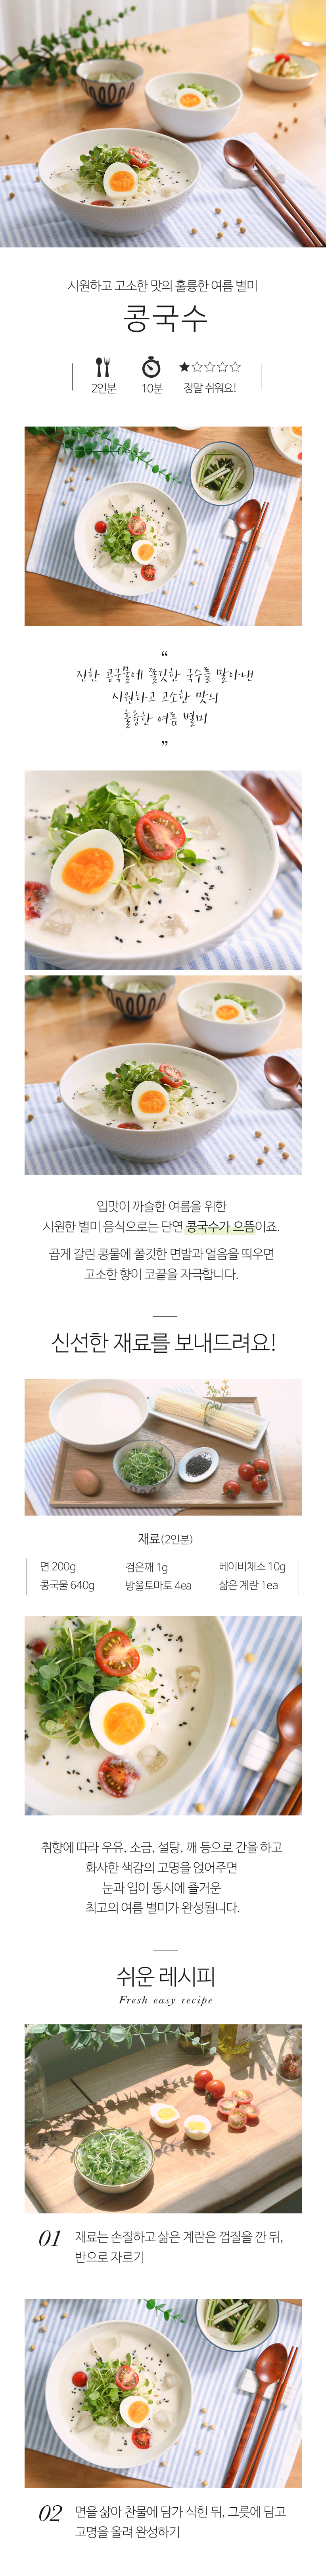 시원하고 고소한 맛의 훌륭한 여름 별미
콩국수
2인분 10분 정말 쉬워요!
“
진한 콩국물에 쫄깃한 국수를 말아낸
시원하고 고소한 맛의
훌륭한 여름 별미
”
입맛이 까슬한 여름을 위한
시원한 별미 음식으로는 단연 콩국수가 으뜸이죠.
곱게 갈린 콩물에 쫄깃한 면발과 얼음을 띄우면
고소한 향이 코끝을 자극합니다.
신선한 재료를 보내드려요!
재료(2인분)
면 200g 검은깨 1g 베이비채소 10g
콩국물 640g 방울토마토 4ea 삶은 계란 1ea
취향에 따라 우유, 소금, 설탕, 깨 등으로 간을 하고
화사한 색감의 고명을 얹어주면
눈과 입이 동시에 즐거운
최고의 여름 별미가 완성됩니다.
쉬운 레시피
Fresh easy recipe
01 재료는 손질하고 삶은 계란은 껍질을 깐 뒤,
반으로 자르기
02 면을 삶아 찬물에 담가 식힌 뒤, 그릇에 담고
고명을 올려 완성하기